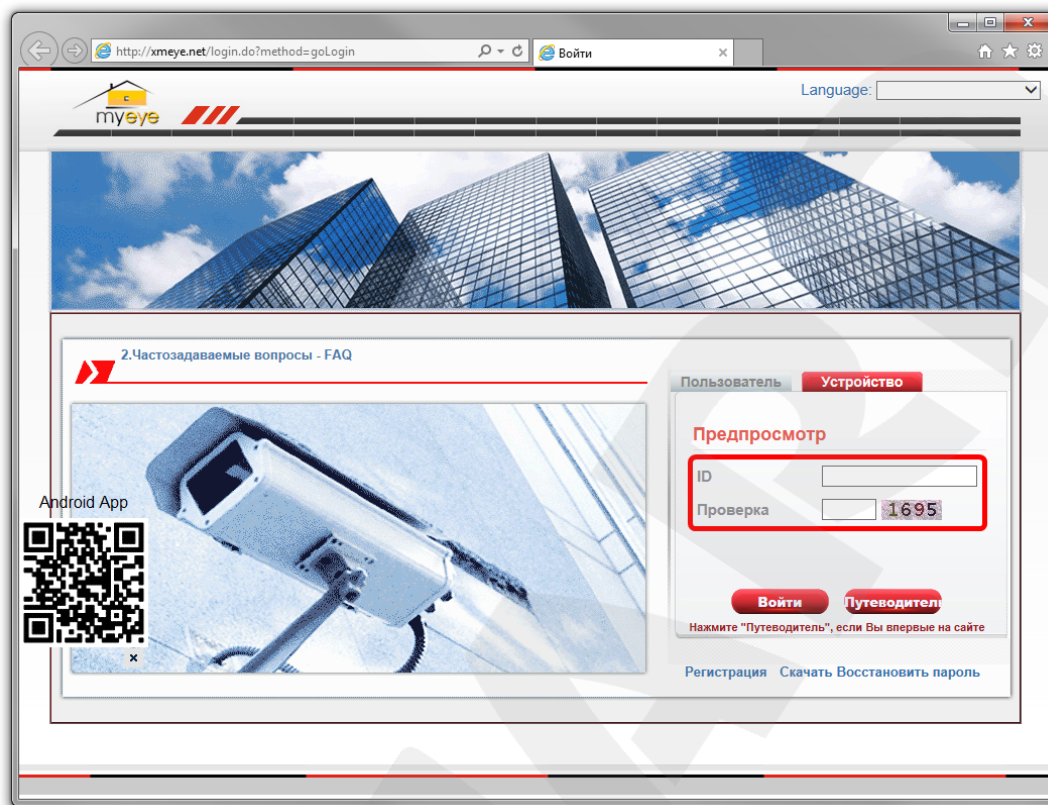 http://xmeye.net/login.do?method=goLogin
Войти
Language:
c
myeye
2.Частозадаваемые вопросы - FAQ
Пользователь
Устройство
Предпросмотр
ID
Проверка 1695
Android App
Войти
Путеводитель
Нажмите "Путеводитель", если Вы впервые на сайте
Регистрация Скачать Восстановить пароль